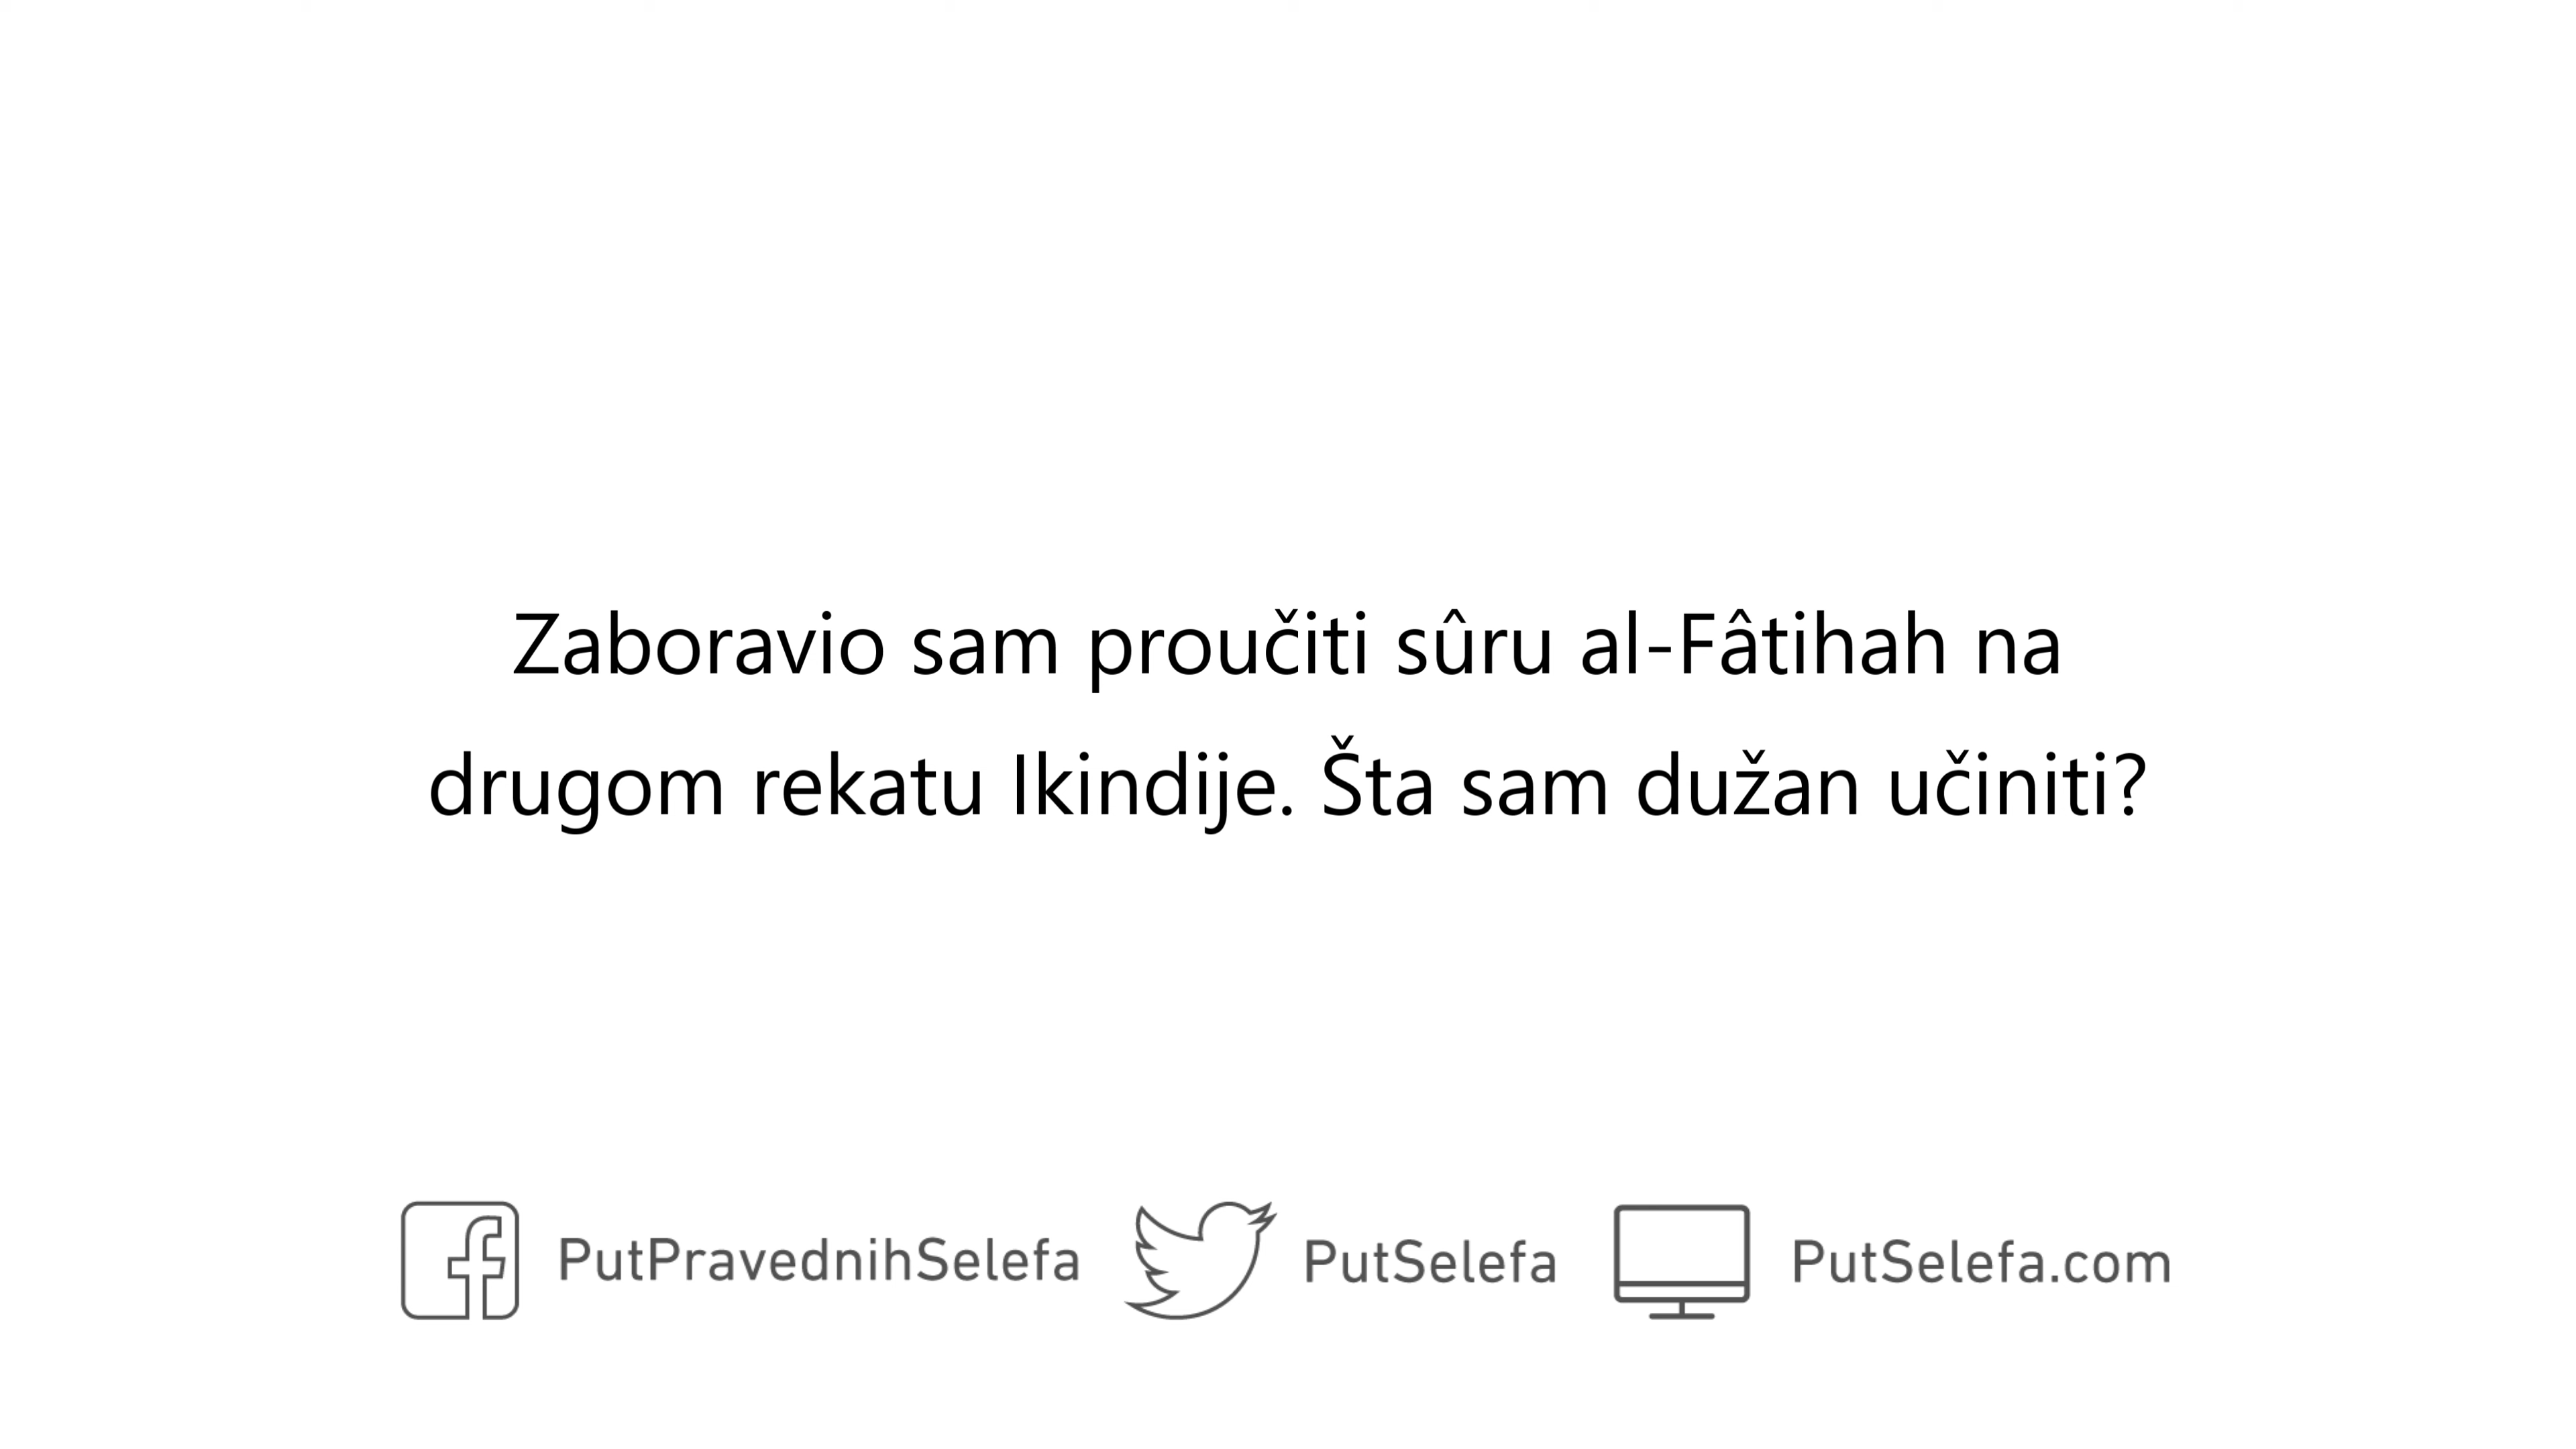 Zaboravio sam proučiti sûru al-Fâtihah na
drugom rekatu Ikindije. Šta sam dužan učiniti?
PutPravednihSelefa PutSelefa PutSelefa.com